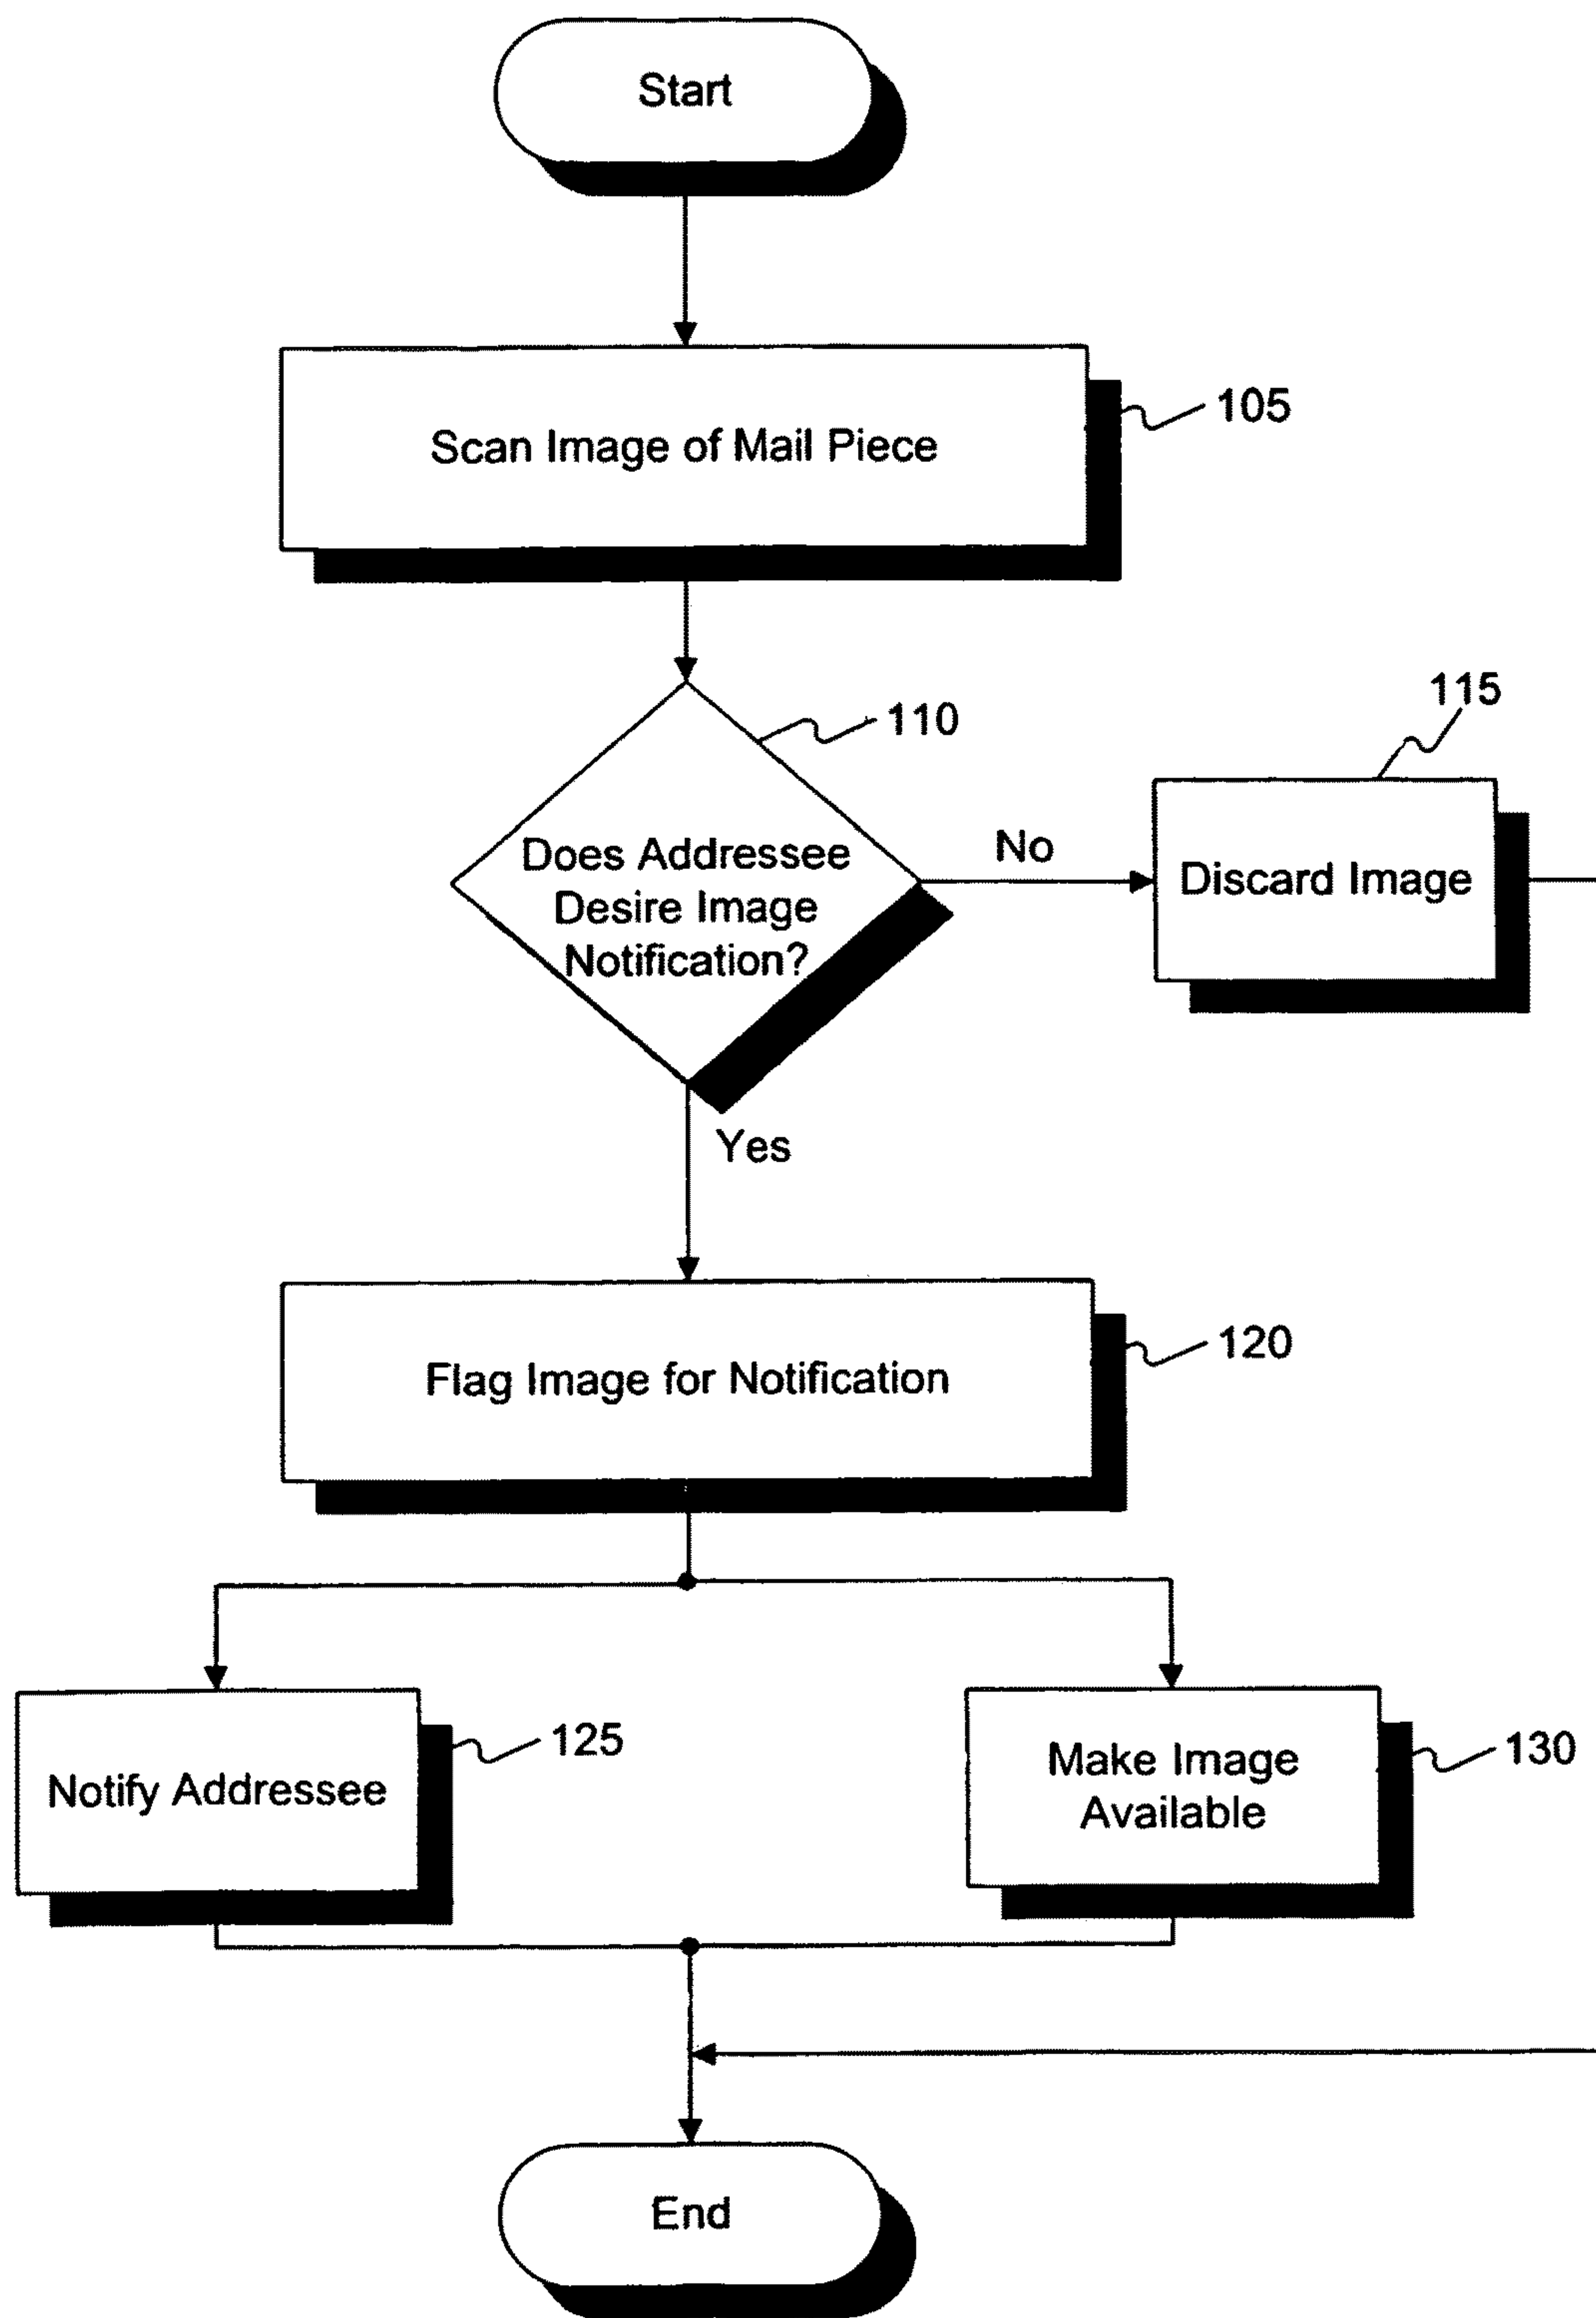 Start
Scan Image of Mail Piece
105
110
Does Addressee
Desire Image
Notification?
No
115
Discard Image
Yes
Flag Image for Notification
120
Notify Addressee
125
Make Image
Available
130
End